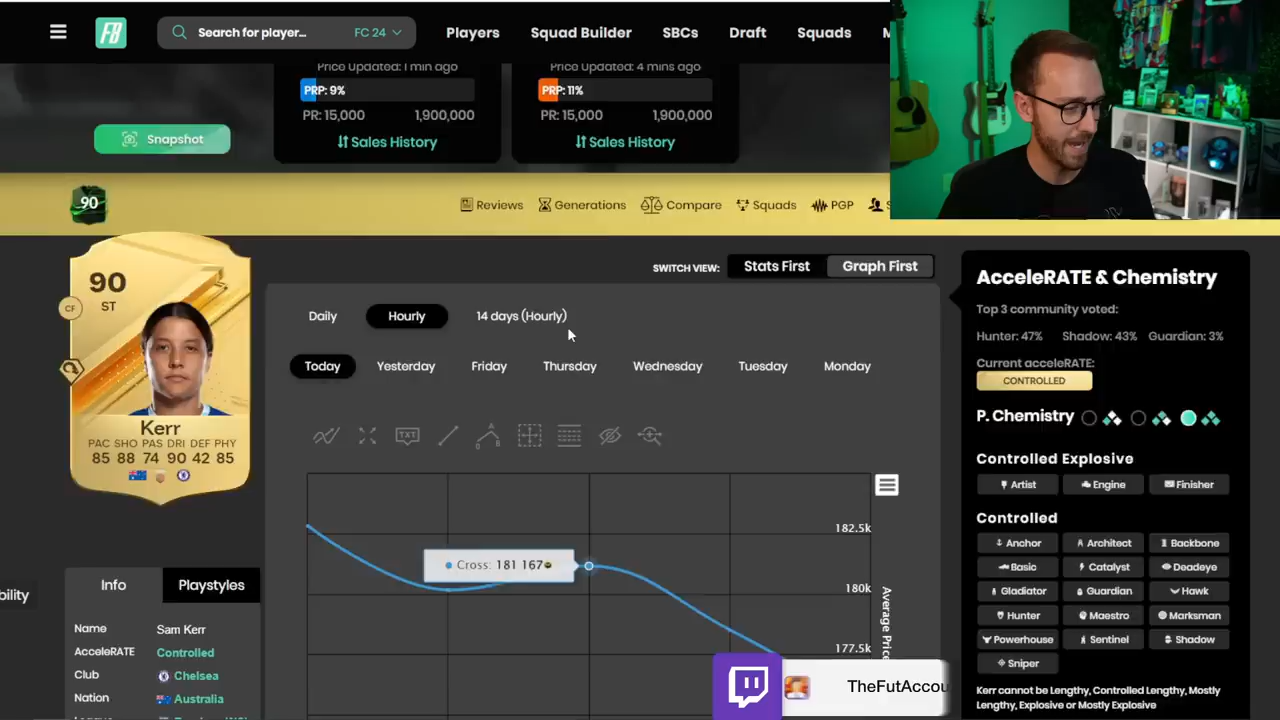 FB
Search for player... FC 24
Players
Squad Builder
SBCs
Draft
Squads
M
Price Updated: 1 min ago
PRP: 9%
PR: 15,000 1,900,000
Sales History
Price Updated: 4 mins ago
PRP: 11%
PR: 15,000 1,900,000
Sales History
Snapshot
90
Reviews
Generations
Compare
Squads
PGP
S
90
ST
CF
Kerr
PAC SHO PAS DRI DEF PHY
85 88 74 90 42 85
SWITCH VIEW: Stats First Graph First
Daily Hourly 14 days (Hourly)
Today Yesterday Friday Thursday Wednesday Tuesday Monday
TXT
Cross: 181 167
182.5k
180k
177.5k
Average Price
bility
Info Playstyles
Name Sam Kerr
AcceleRATE Controlled
Club Chelsea
Nation Australia
AcceleRATE & Chemistry
Top 3 community voted:
Hunter: 47% Shadow: 43% Guardian: 3%
Current acceleRATE:
CONTROLLED
P. Chemistry
Controlled Explosive
Artist Engine Finisher
Controlled
Anchor Architect Backbone
Basic Catalyst Deadeye
Gladiator Guardian Hawk
Hunter Maestro Marksman
Powerhouse Sentinel Shadow
Sniper
Kerr cannot be Lengthy, Controlled Lengthy, Mostly
Lengthy, Explosive or Mostly Explosive
TheFutAccou